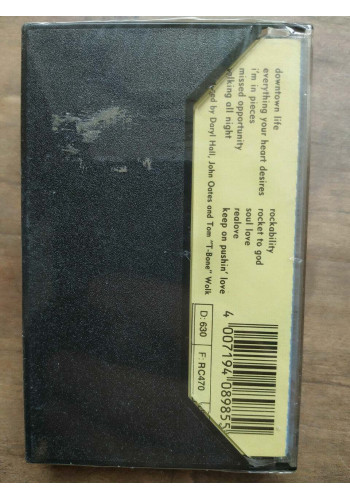 downtown life
everything your heart desires
i'm in pieces
missed opportunity
talking all night
rockability
rocket to god
soul love
realove
keep on pushin' love
by Daryl Hall, John Oates and Tom "T-Bone" Wolk
D: 630
F: RC470
4 007194 089855